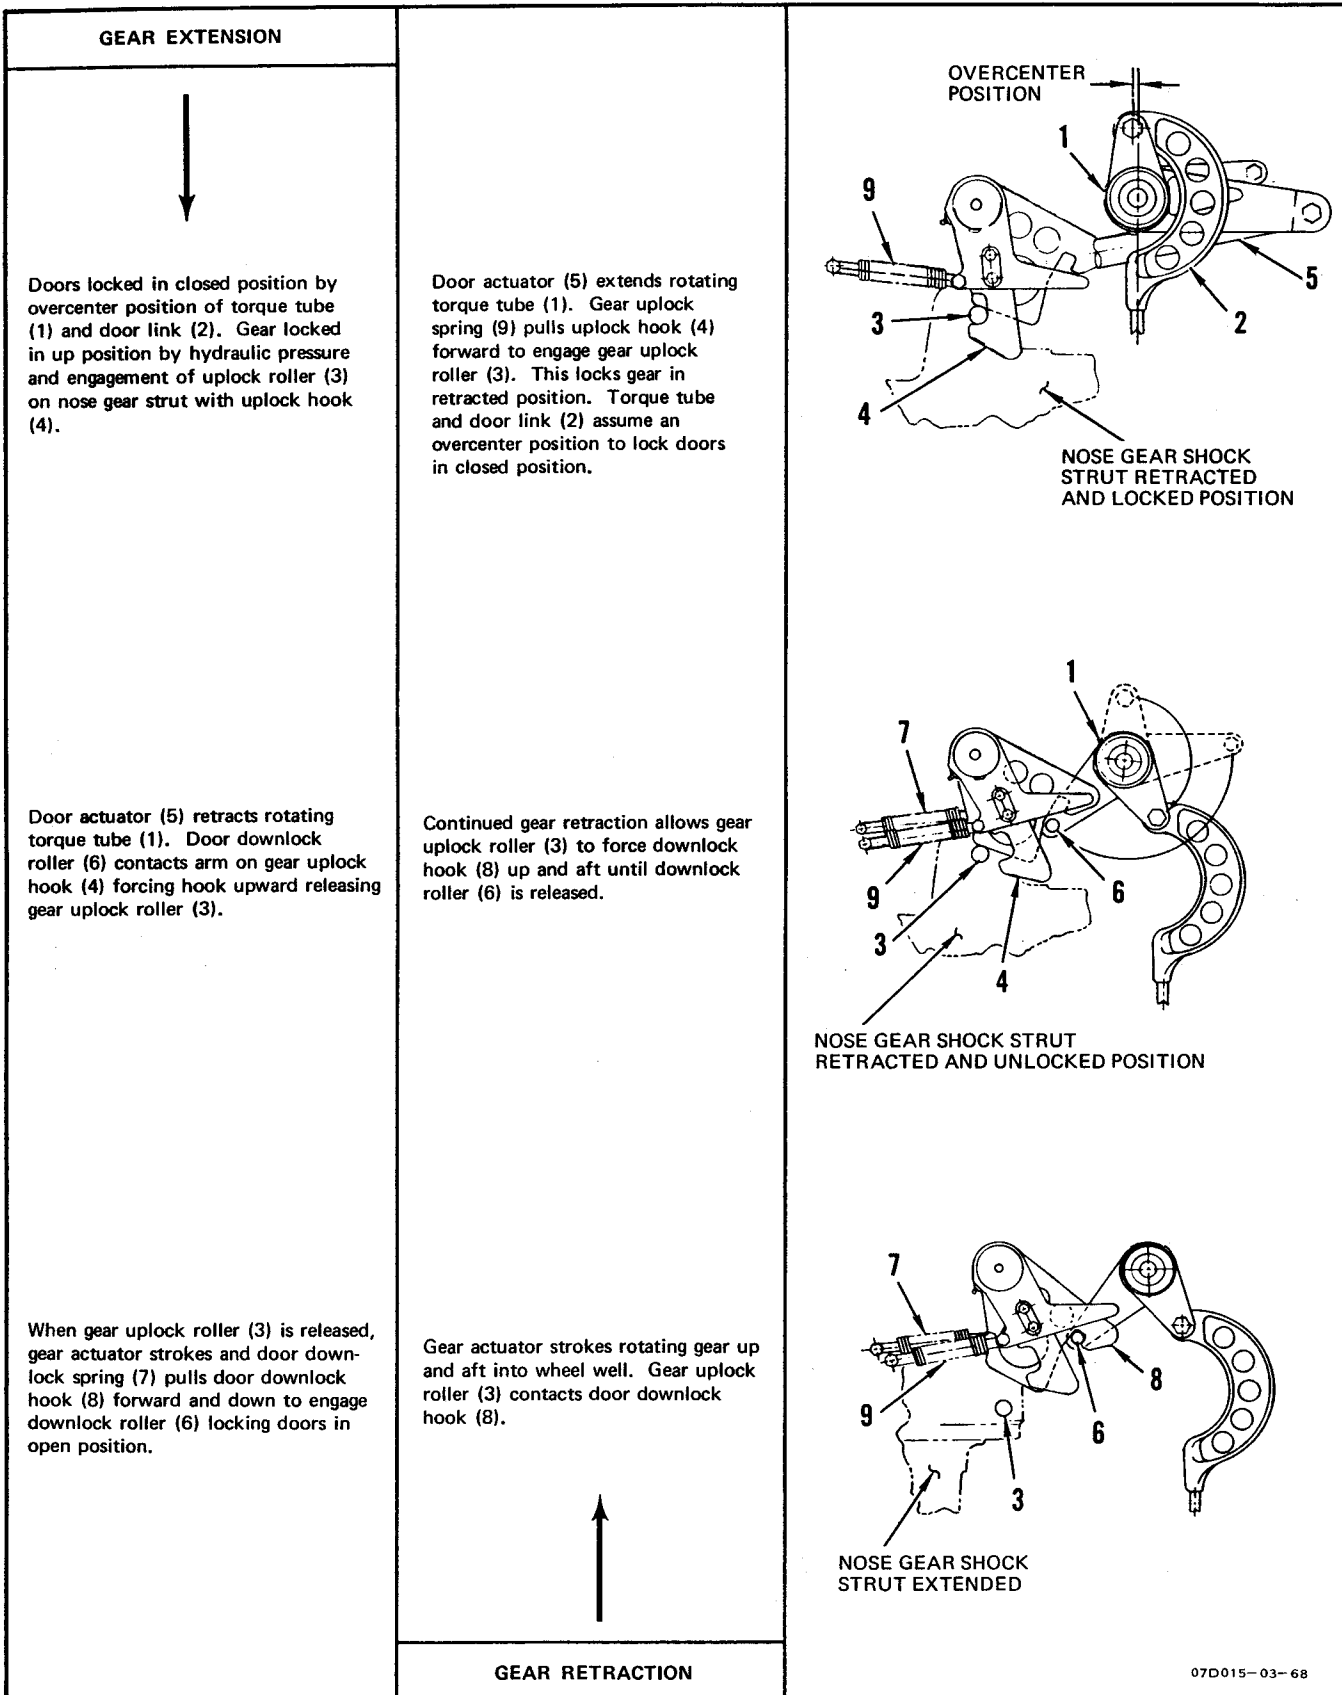 GEAR EXTENSION
Doors locked in closed position by
overcenter position of torque tube
(1) and door link (2). Gear locked
in up position by hydraulic pressure
and engagement of uplock roller (3)
on nose gear strut with uplock hook
(4).
Door actuator (5) extends rotating
torque tube (1). Gear uplock
spring (9) pulls uplock hook (4)
forward to engage gear uplock
roller (3). This locks gear in
retracted position. Torque tube
and door link (2) assume an
overcenter position to lock doors
in closed position.
OVERCENTER
POSITION
1
9
5
3
2
4
NOSE GEAR SHOCK
STRUT RETRACTED
AND LOCKED POSITION
Door actuator (5) retracts rotating
torque tube (1). Door downlock
roller (6) contacts arm on gear uplock
hook (4) forcing hook upward releasing
gear uplock roller (3).
Continued gear retraction allows gear
uplock roller (3) to force downlock
hook (8) up and aft until downlock
roller (6) is released.
1
7
9
6
3
4
NOSE GEAR SHOCK STRUT
RETRACTED AND UNLOCKED POSITION
When gear uplock roller (3) is released,
gear actuator strokes and door down-
lock spring (7) pulls door downlock
hook (8) forward and down to engage
downlock roller (6) locking doors in
open position.
Gear actuator strokes rotating gear up
and aft into wheel well. Gear uplock
roller (3) contacts door downlock
hook (8).
7
8
9
6
3
NOSE GEAR SHOCK
STRUT EXTENDED
GEAR RETRACTION
07D015-03-68